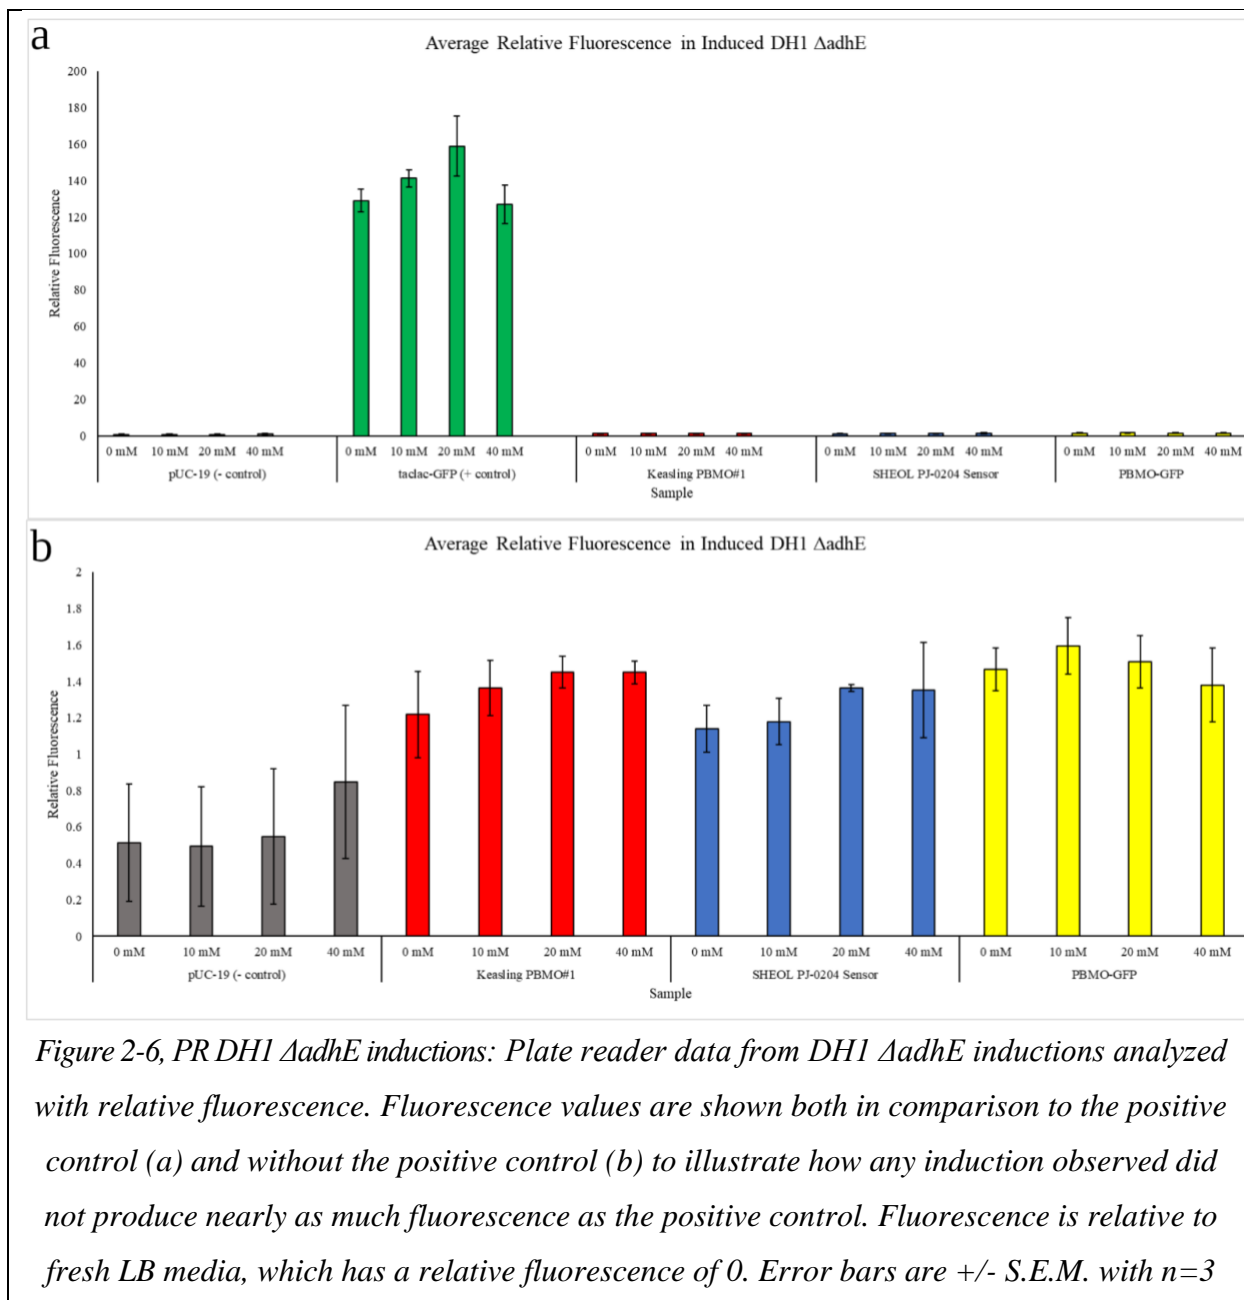 a
Average Relative Fluorescence in Induced DH1 ΔadhE
200
180
160
140
120
100
80
60
40
20
0
Relative Fluorescence
0 mM 10 mM 20 mM 40 mM 0 mM 10 mM 20 mM 40 mM 0 mM 10 mM 20 mM 40 mM 0 mM 10 mM 20 mM 40 mM 0 mM 10 mM 20 mM 40 mM
pUC-19 (- control) taclac-GFP (+ control) Keasling PBMO#1 SHEOL PJ-0204 Sensor PBMO-GFP
Sample
b
Average Relative Fluorescence in Induced DH1 ΔadhE
2
1.8
1.6
1.4
1.2
1
0.8
0.6
0.4
0.2
0
Relative Fluorescence
0 mM 10 mM 20 mM 40 mM 0 mM 10 mM 20 mM 40 mM 0 mM 10 mM 20 mM 40 mM 0 mM 10 mM 20 mM 40 mM
pUC-19 (- control) Keasling PBMO#1 SHEOL PJ-0204 Sensor PBMO-GFP
Sample
Figure 2-6, PR DH1 ΔadhE inductions: Plate reader data from DH1 ΔadhE inductions analyzed
with relative fluorescence. Fluorescence values are shown both in comparison to the positive
control (a) and without the positive control (b) to illustrate how any induction observed did
not produce nearly as much fluorescence as the positive control. Fluorescence is relative to
fresh LB media, which has a relative fluorescence of 0. Error bars are +/- S.E.M. with n=3